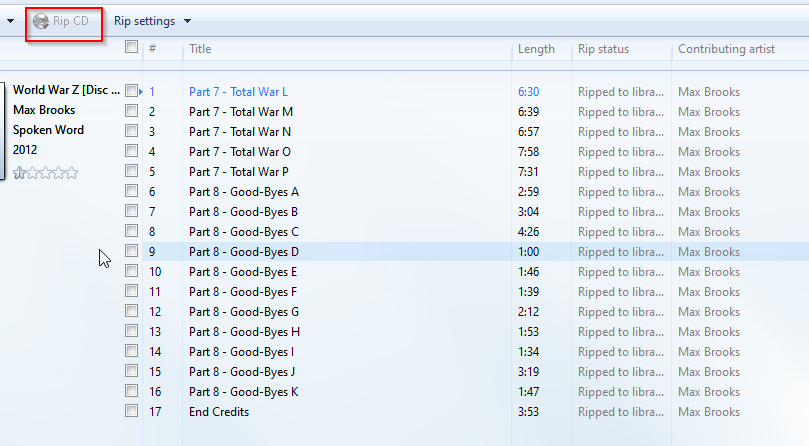 Rip CD Rip settings
# Title Length Rip status Contributing artist
World War Z [Disc ...
Max Brooks
Spoken Word
2012
1 Part 7 - Total War L 6:30 Ripped to libra... Max Brooks
2 Part 7 - Total War M 6:39 Ripped to libra... Max Brooks
3 Part 7 - Total War N 6:57 Ripped to libra... Max Brooks
4 Part 7 - Total War O 7:58 Ripped to libra... Max Brooks
5 Part 7 - Total War P 7:31 Ripped to libra... Max Brooks
6 Part 8 - Good-Byes A 2:59 Ripped to libra... Max Brooks
7 Part 8 - Good-Byes B 3:04 Ripped to libra... Max Brooks
8 Part 8 - Good-Byes C 4:26 Ripped to libra... Max Brooks
9 Part 8 - Good-Byes D 1:00 Ripped to libra... Max Brooks
10 Part 8 - Good-Byes E 1:46 Ripped to libra... Max Brooks
11 Part 8 - Good-Byes F 1:39 Ripped to libra... Max Brooks
12 Part 8 - Good-Byes G 2:12 Ripped to libra... Max Brooks
13 Part 8 - Good-Byes H 1:53 Ripped to libra... Max Brooks
14 Part 8 - Good-Byes I 1:34 Ripped to libra... Max Brooks
15 Part 8 - Good-Byes J 3:19 Ripped to libra... Max Brooks
16 Part 8 - Good-Byes K 1:47 Ripped to libra... Max Brooks
17 End Credits 3:53 Ripped to libra... Max Brooks